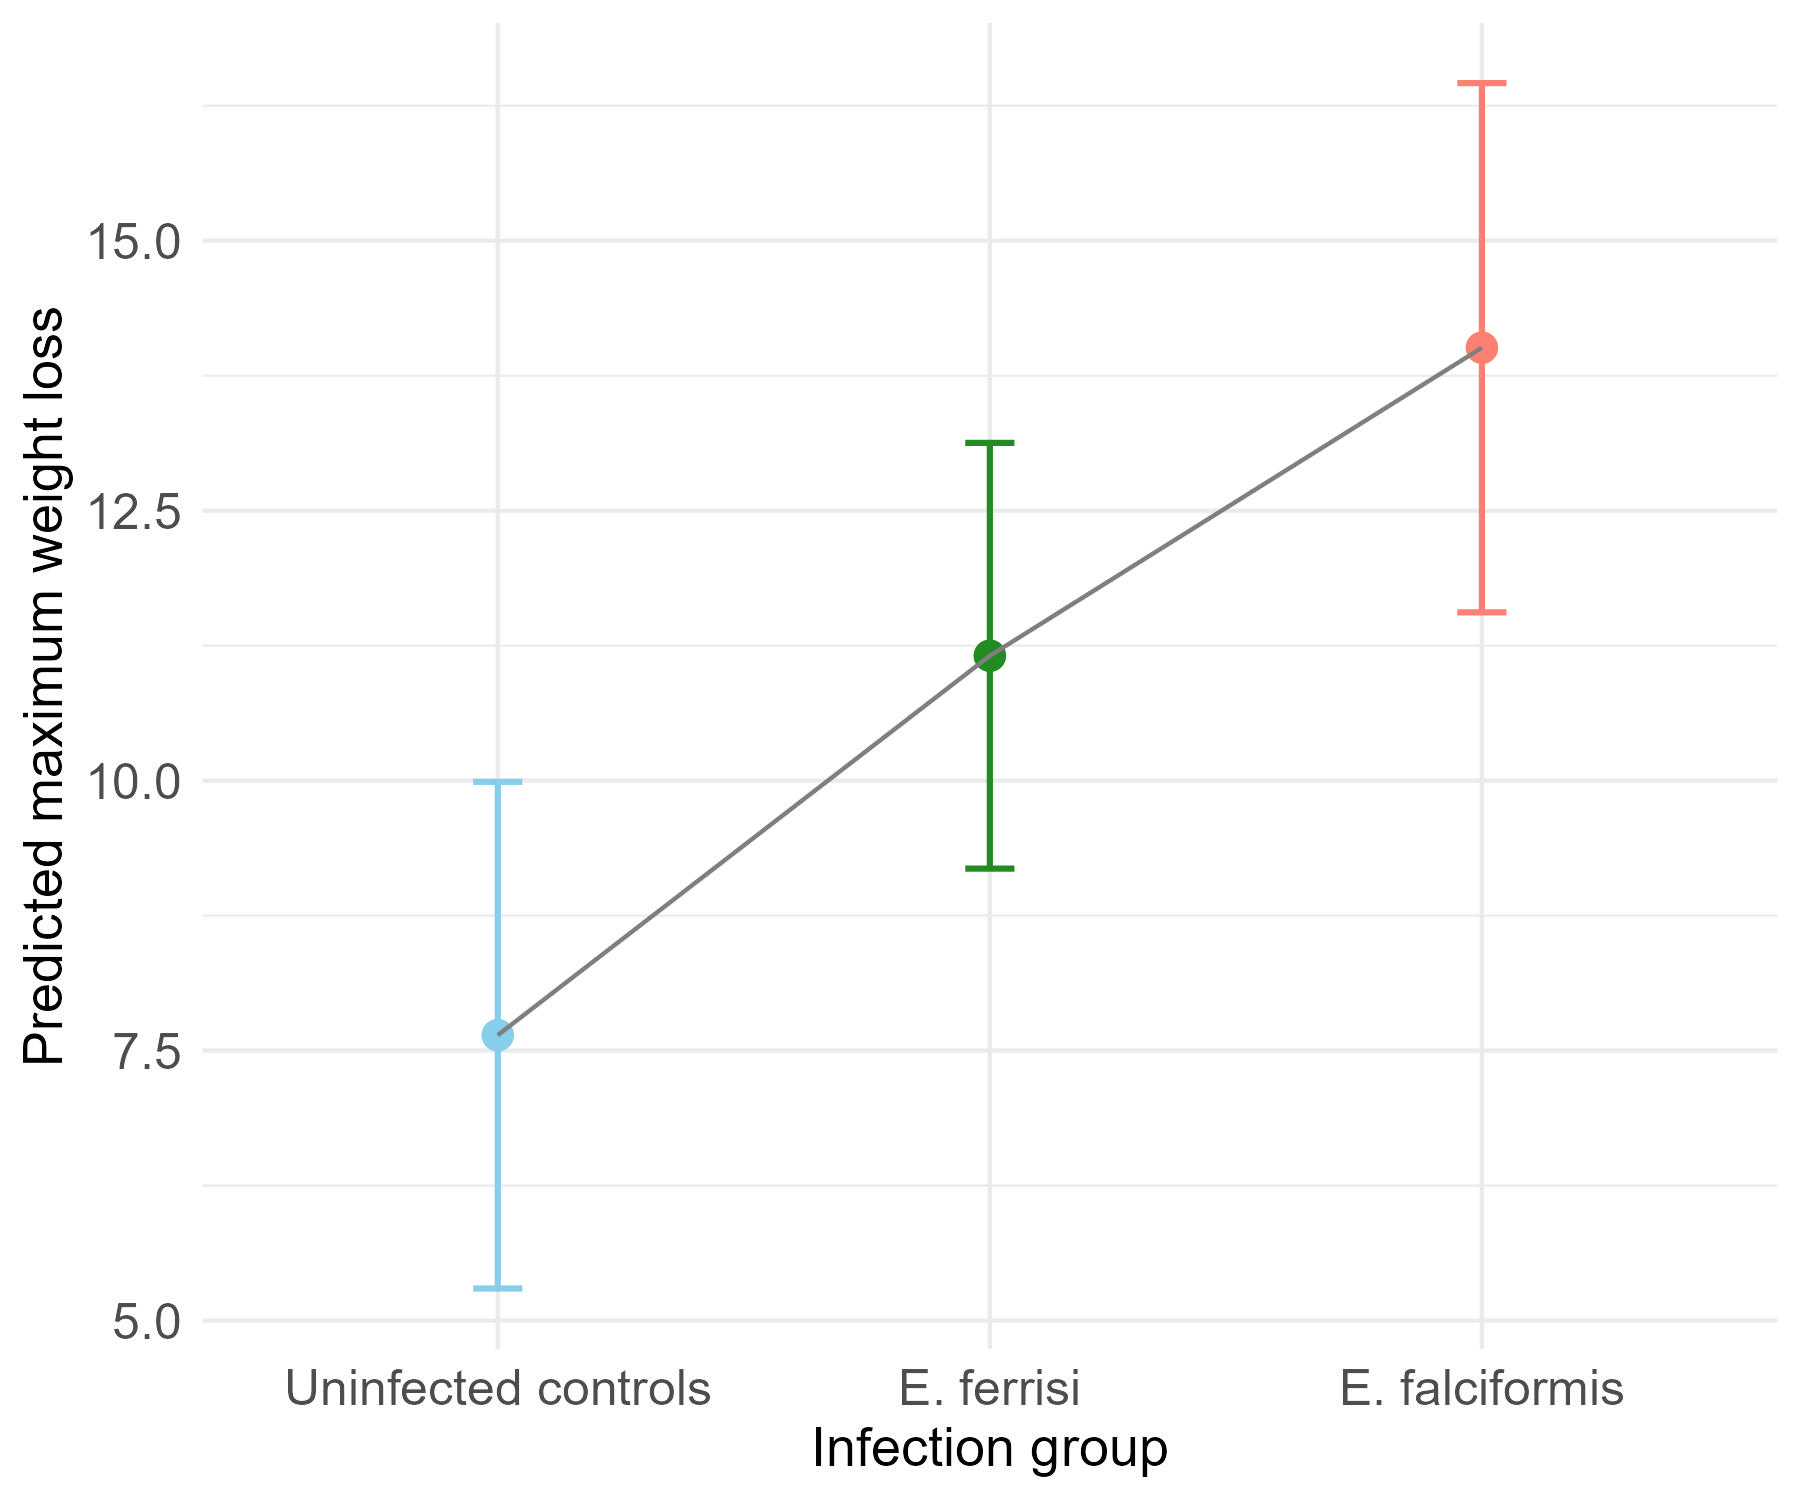 Predicted maximum weight loss
15.0
12.5
10.0
7.5
5.0
Uninfected controls
E. ferrisi
E. falciformis
Infection group